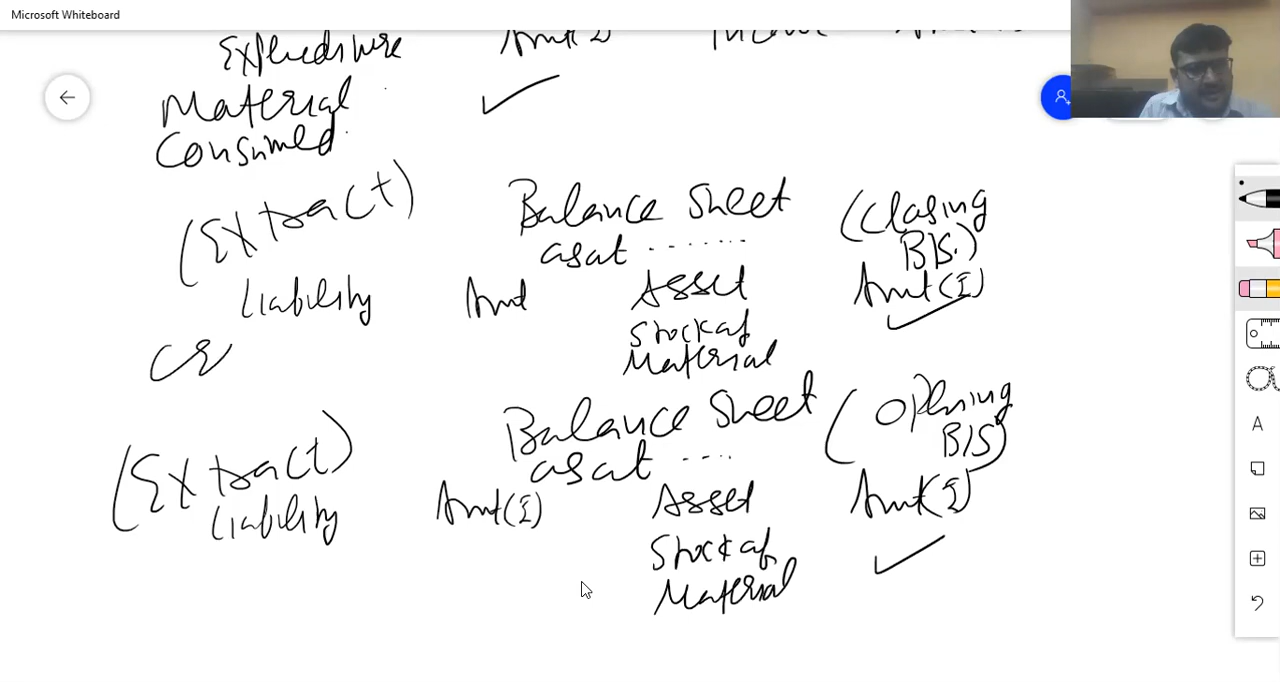 Microsoft Whiteboard
Expenditure
Material
Consumed
(Extract) Balance Sheet (Closing
as at ....... B/S.)
Liability Amt Asset Amt(I)
Stock of
Material
Balance Sheet (Opening
(Extract) as at .... B/S)
Liability Amt(I) Asset Amt(I)
Stock of
Material
A